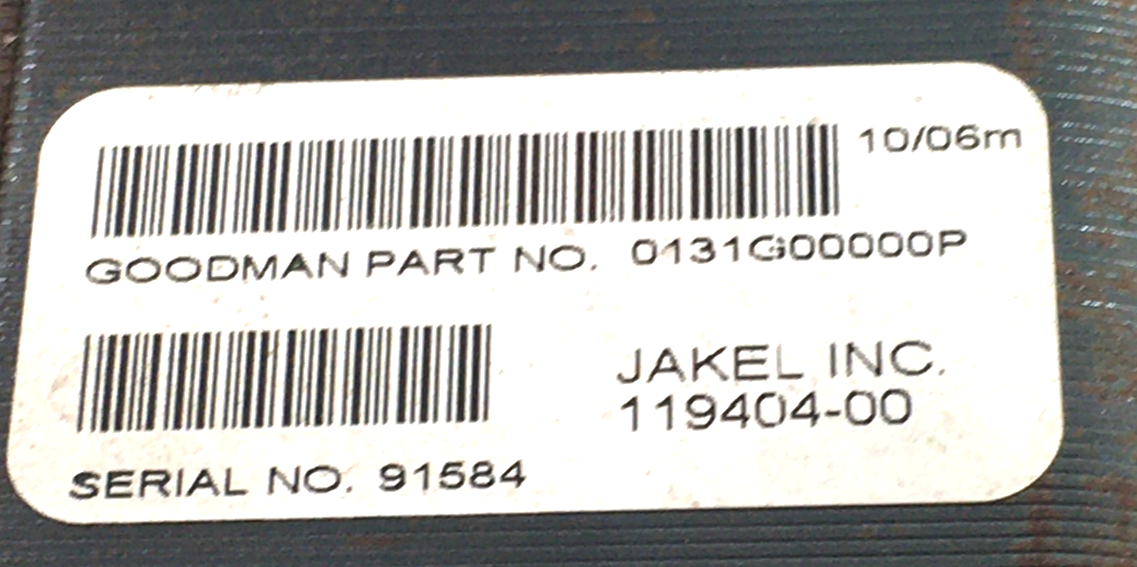 10/06m
GOODMAN PART NO. 0131G00000P
JAKEL INC.
119404-00
SERIAL NO. 91584